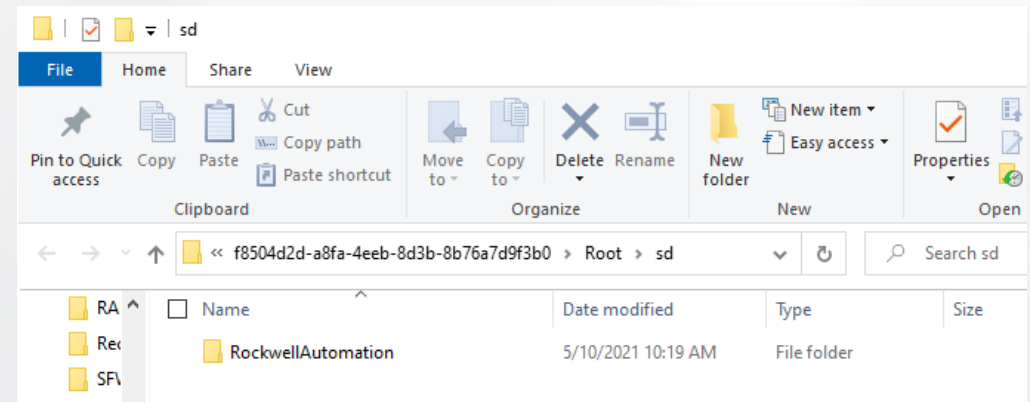 sd
File Home Share View
Pin to Quick access
Copy
Paste
Cut
Copy path
Paste shortcut
Move to
Copy to
Delete
Rename
New folder
New item
Easy access
Properties
Clipboard Organize New Open
« f8504d2d-a8fa-4eeb-8d3b-8b76a7d9f3b0 > Root > sd
Search sd
RA
Name Date modified Type Size
Rec
RockwellAutomation 5/10/2021 10:19 AM File folder